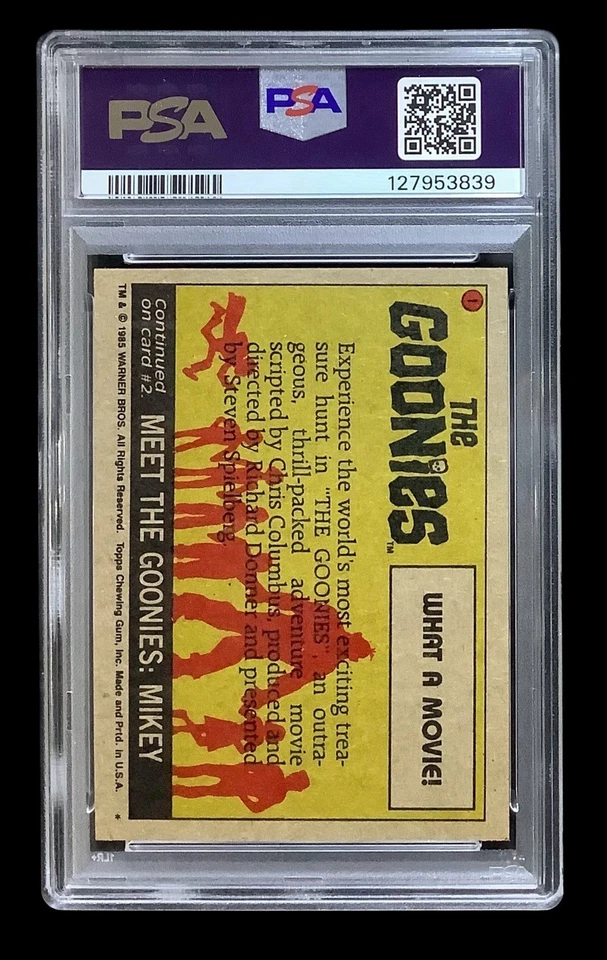 PSA
PSA
127953839
1
THE
GOONIES
TM
WHAT A MOVIE!
Experience the world's most exciting trea-
sure hunt in "THE GOONIES", an outra-
geous, thrill-packed adventure movie
scripted by Chris Columbus, produced and
directed by Richard Donner and presented
by Steven Spielberg.
Continued
on card #2.
MEET THE GOONIES: MIKEY
TM & © 1985 WARNER BROS. All Rights Reserved. Topps Chewing Gum, Inc. Made and Prtd. in U.S.A. *